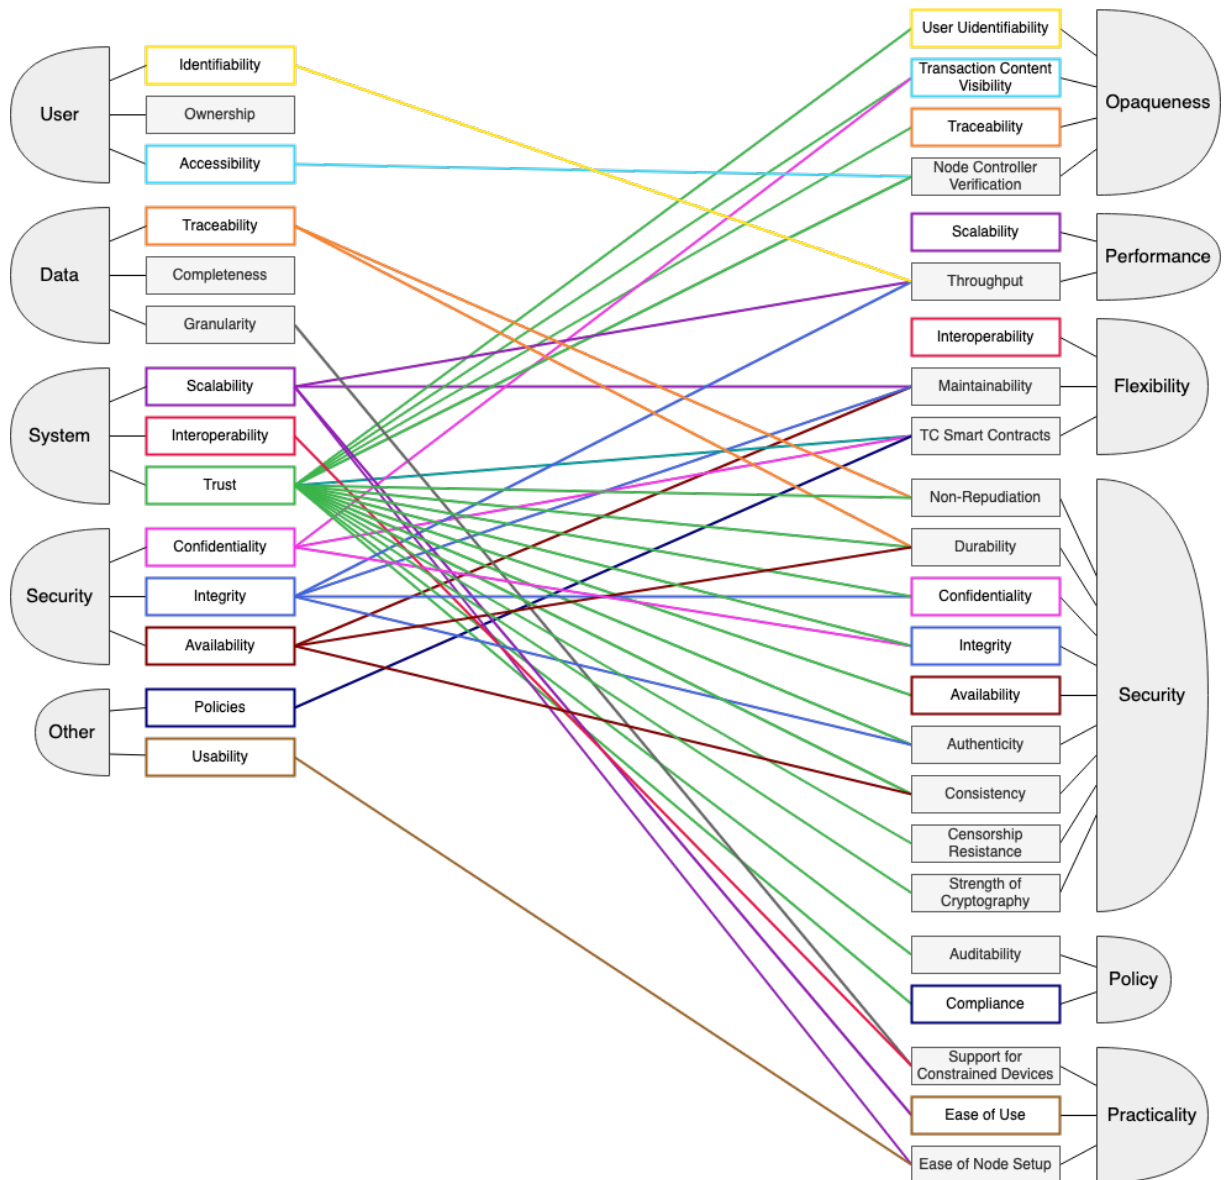 User
Identifiability
Ownership
Accessibility
Data
Traceability
Completeness
Granularity
System
Scalability
Interoperability
Trust
Security
Confidentiality
Integrity
Availability
Other
Policies
Usability
User Uidentifiability
Transaction Content
Visibility
Traceability
Node Controller
Verification
Opaqueness
Scalability
Throughput
Performance
Interoperability
Maintainability
TC Smart Contracts
Flexibility
Non-Repudiation
Durability
Confidentiality
Integrity
Availability
Authenticity
Consistency
Censorship
Resistance
Strength of
Cryptography
Security
Auditability
Compliance
Policy
Support for
Constrained Devices
Ease of Use
Ease of Node Setup
Practicality